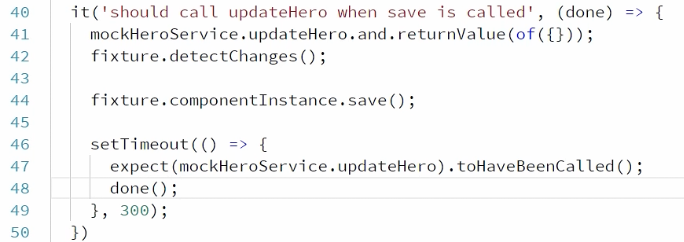 40 it('should call updateHero when save is called', (done) => {
41 mockHeroService.updateHero.and.returnValue(of({}));
42 fixture.detectChanges();
43
44 fixture.componentInstance.save();
45
46 setTimeout(() => {
47 expect(mockHeroService.updateHero).toHaveBeenCalled();
48 done();
49 }, 300);
50 })